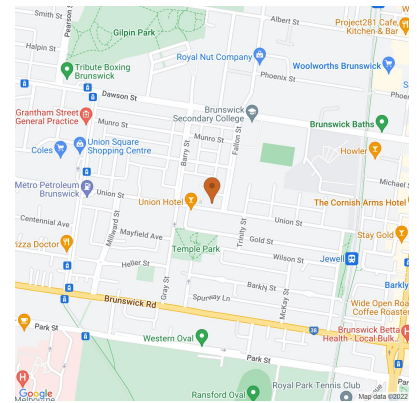 Smith St
Pearson St
Gilpin Park
Albert St
Project281 Cafe,
Kitchen & Bar
Halpin St
Royal Nut Company
Woolworths Brunswick
Tribute Boxing
Brunswick
Phoenix St
Dawson St
Grantham Street
General Practice
Munro St
Brunswick
Secondary College
Brunswick Baths
Munro St
Barry St
Fallon St
Coles
Union Square
Shopping Centre
Howler
Metro Petroleum
Brunswick
Union St
Union Hotel
Michael S
The Cornish Arms Hotel
Centennial Ave
Millward St
Mayfield Ave
Temple Park
Trinity St
Union St
Gold St
Stay Gold
zza Doctor
Wilson St
Jewell
Heller St
Gray St
Barkly St
McKay St
Barkly
Brunswick Rd
Spurway Ln
38
Wide Open Roa
Coffee Roaster
Park St
Western Oval
Park St
Brunswick Betta
Health - Local Bulk...
Melbourne
Royal Park Tennis Club
Ransford Oval
Google
Map data ©2022